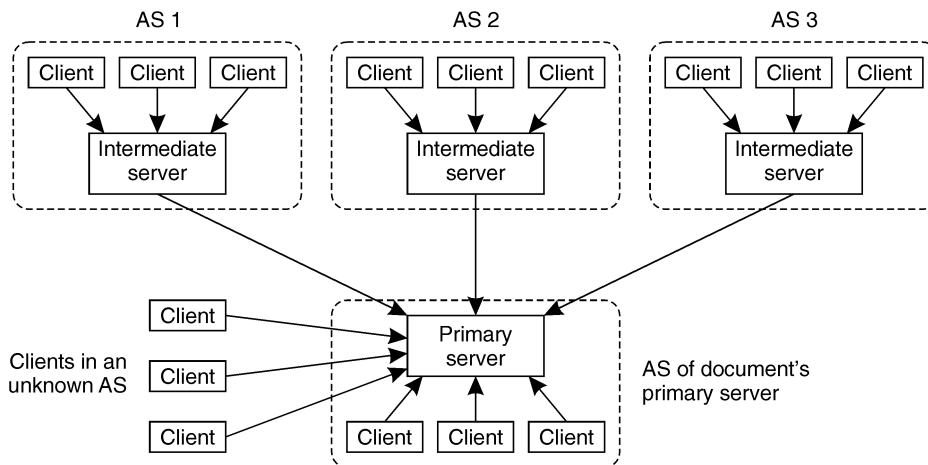 AS 1
AS 2
AS 3
Client Client Client
Client Client Client
Client Client Client
Intermediate
server
Intermediate
server
Intermediate
server
Client
Clients in an
unknown AS
Client
Client
Primary
server
AS of document's
primary server
Client Client Client